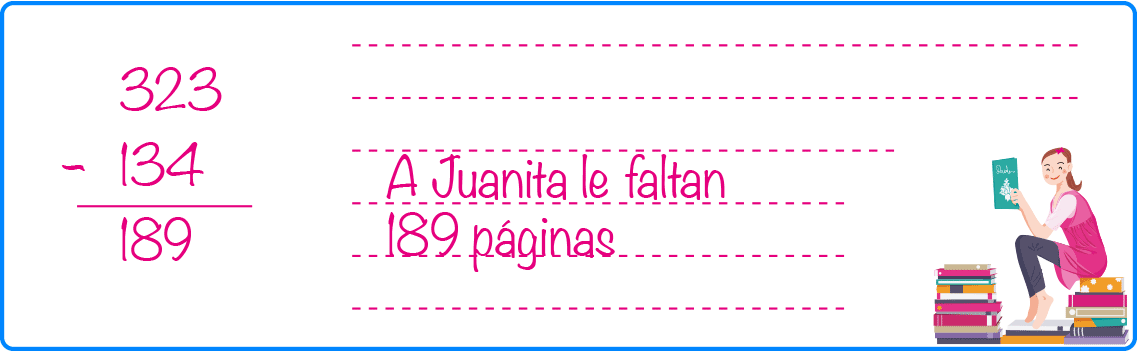 323
- 134
189
A Juanita le faltan
189 páginas